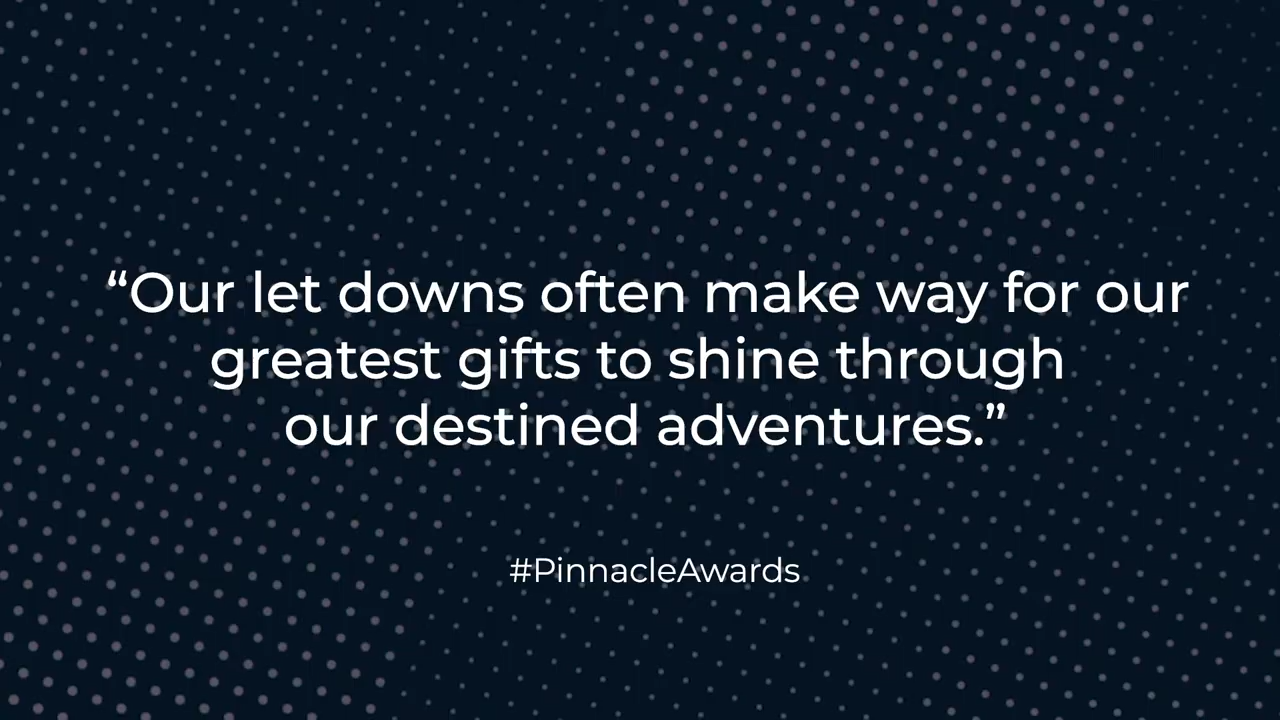 “Our let downs often make way for our
greatest gifts to shine through
our destined adventures.”
#PinnacleAwards